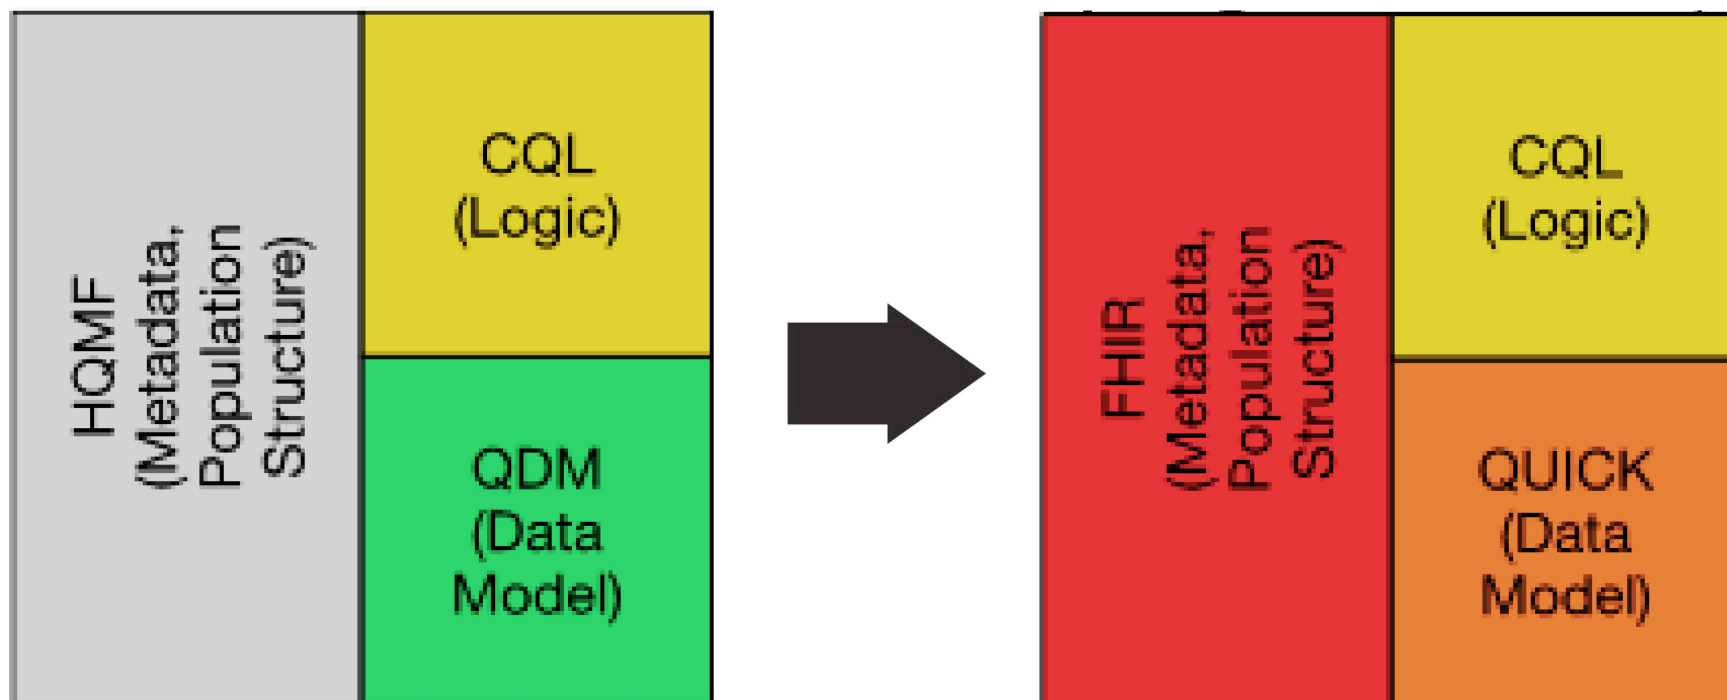 HQMF
(Metadata,
Population
Structure)
CQL
(Logic)
QDM
(Data
Model)
FHIR
(Metadata,
Population
Structure)
CQL
(Logic)
QUICK
(Data
Model)